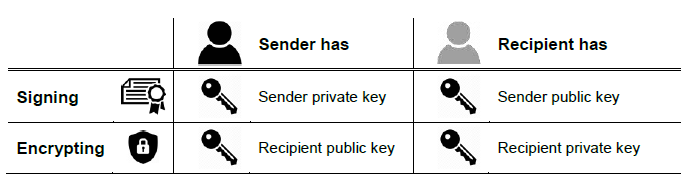 Sender has
Recipient has
Signing
Sender private key
Sender public key
Encrypting
Recipient public key
Recipient private key